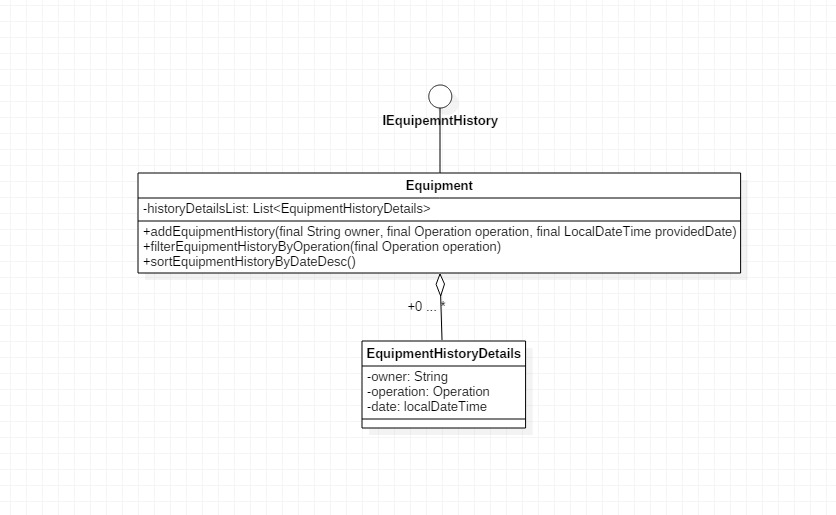 IEquipemntHistory
Equipment
-historyDetailsList: List<EquipmentHistoryDetails>
+addEquipmentHistory(final String owner, final Operation operation, final LocalDateTime providedDate)
+filterEquipmentHistoryByOperation(final Operation operation)
+sortEquipmentHistoryByDateDesc()
+0 ... *
EquipmentHistoryDetails
-owner: String
-operation: Operation
-date: localDateTime